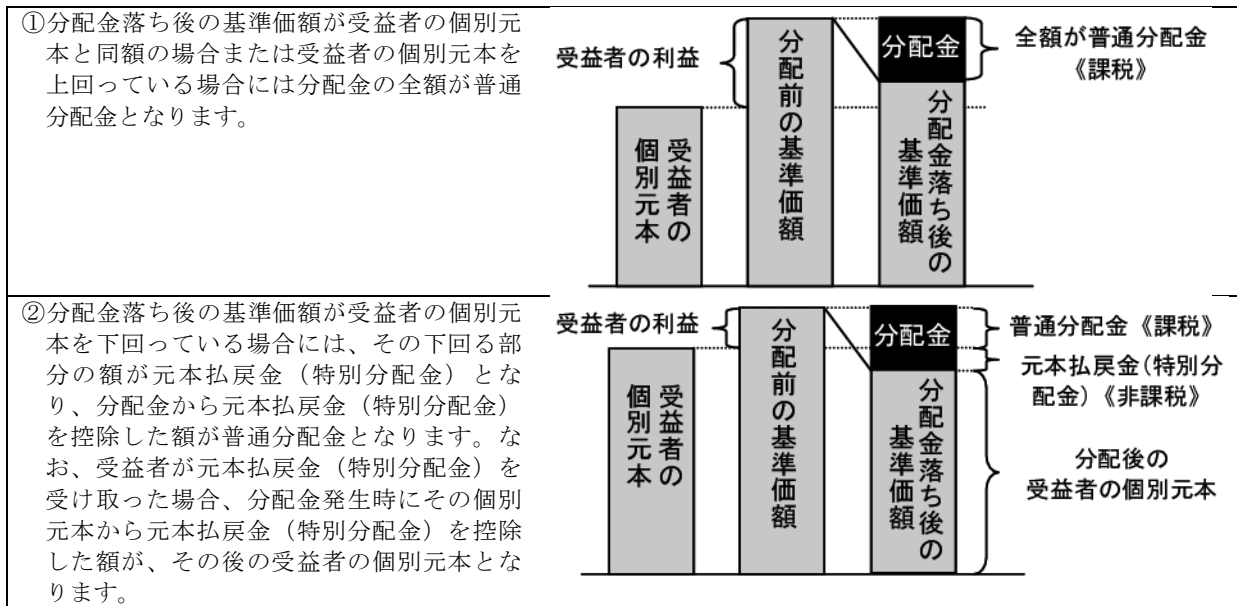 ①分配金落ち後の基準価額が受益者の個別元
本と同額の場合または受益者の個別元本を
上回っている場合には分配金の全額が普通
分配金となります。
受益者の利益
受益者の
個別元本
分配前の基準価額
分配金
分配金落ち後の
基準価額
全額が普通分配金
《課税》
②分配金落ち後の基準価額が受益者の個別元
本を下回っている場合には、その下回る部
分の額が元本払戻金（特別分配金）とな
り、分配金から元本払戻金（特別分配金）
を控除した額が普通分配金となります。な
お、受益者が元本払戻金（特別分配金）を
受け取った場合、分配金発生時にその個別
元本から元本払戻金（特別分配金）を控除
した額が、その後の受益者の個別元本とな
ります。
受益者の利益
受益者の
個別元本
分配前の基準価額
分配金
分配金落ち後の
基準価額
普通分配金《課税》
元本払戻金(特別分
配金)《非課税》
分配後の
受益者の個別元本